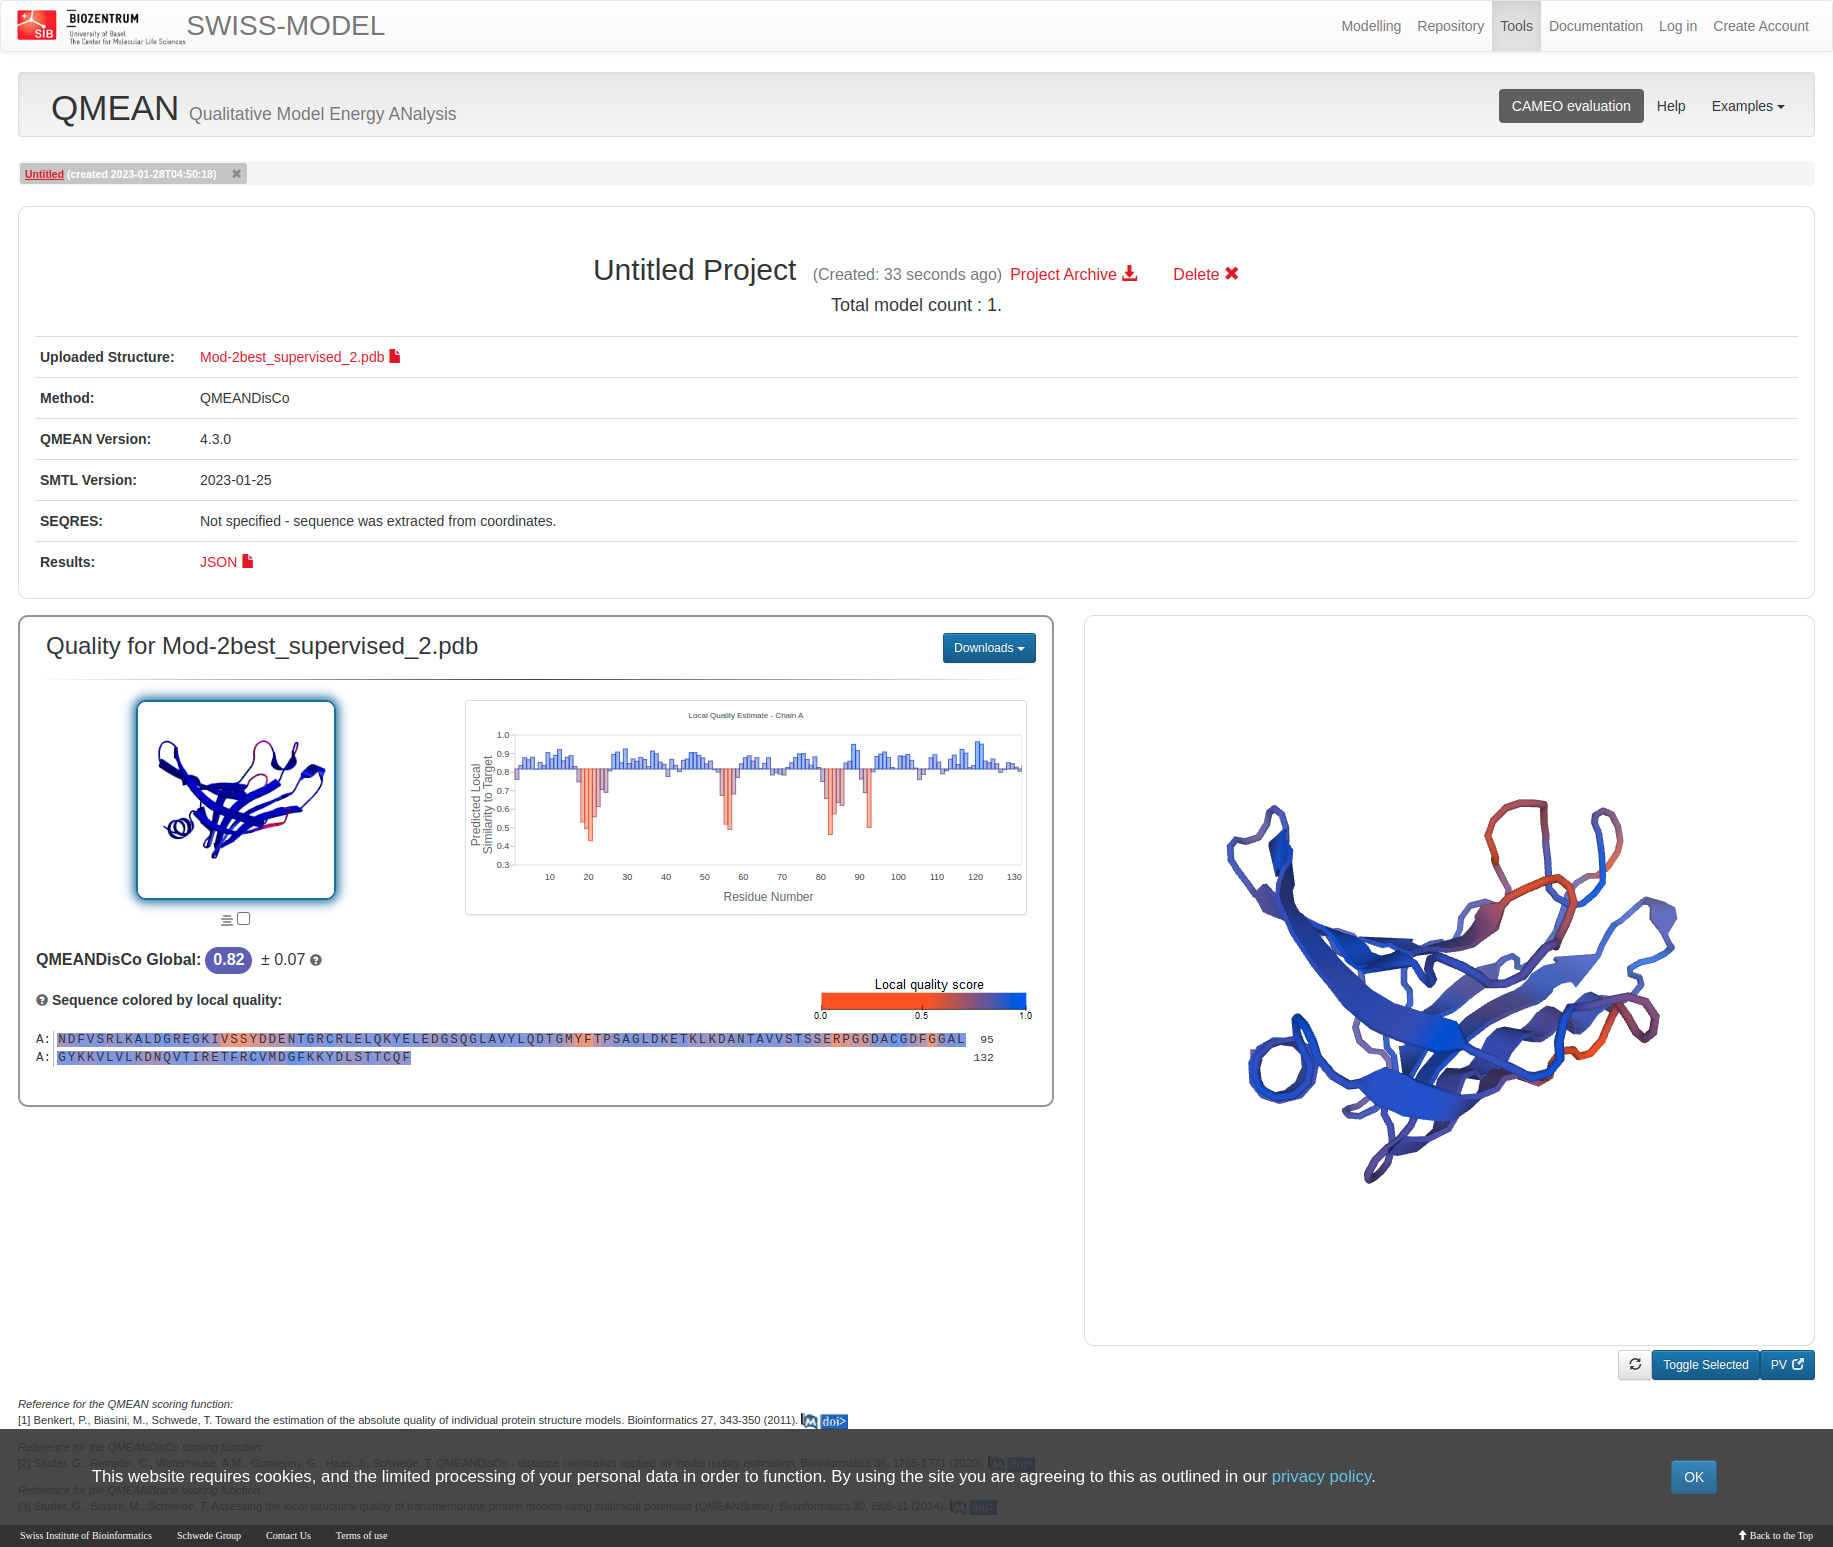 SIB
BIOZENTRUM
University of Basel
The Center for Molecular Life Sciences
SWISS-MODEL
Modelling Repository Tools Documentation Log in Create Account
QMEAN Qualitative Model Energy ANalysis
CAMEO evaluation Help Examples
Untitled (created 2023-01-28T04:50:18) ✖
Untitled Project (Created: 33 seconds ago) Project Archive Delete ✖
Total model count : 1.
Uploaded Structure: Mod-2best_supervised_2.pdb
Method: QMEANDisCo
QMEAN Version: 4.3.0
SMTL Version: 2023-01-25
SEQRES: Not specified - sequence was extracted from coordinates.
Results: JSON
Quality for Mod-2best_supervised_2.pdb
Downloads
Local Quality Estimate - Chain A
Predicted Local
Similarity to Target
1.0
0.9
0.8
0.7
0.6
0.5
0.4
0.3
10 20 30 40 50 60 70 80 90 100 110 120 130
Residue Number
QMEANDisCo Global: 0.82 ± 0.07
Local quality score
0.0 0.5 1.0
Sequence colored by local quality:
A: NDFVSRLKALDGREGKIVSSYDDENTGRCRLELQKYELEDGSQGLAVYLQDTGMYFTPSAGLDKETKLKDANTAVVSTSSERPGGDACGDFGGAL 95
A: GYKKVLVLKDNQVTIRETFRCVMDGFKKYDLSTTCQF 132
Toggle Selected PV
Reference for the QMEAN scoring function:
[1] Benkert, P., Biasini, M., Schwede, T. Toward the estimation of the absolute quality of individual protein structure models. Bioinformatics 27, 343-350 (2011). M doi>
Reference for the QMEANDisCo scoring function:
[2] Studer, G., Rempfer, C., Waterhouse, A.M., Gumienny, G., Haas, J., Schwede, T. QMEANDisCo - distance constraints applied on model quality estimation. Bioinformatics 36, 1765-1771 (2020). M doi>
This website requires cookies, and the limited processing of your personal data in order to function. By using the site you are agreeing to this as outlined in our privacy policy. OK
Reference for the QMEANBrane scoring function:
[3] Studer, G., Biasini, M., Schwede, T. Assessing the local structural quality of transmembrane protein models using statistical potentials (QMEANBrane). Bioinformatics 30, i505-11 (2014). M doi>
Swiss Institute of Bioinformatics Schwede Group Contact Us Terms of use Back to the Top